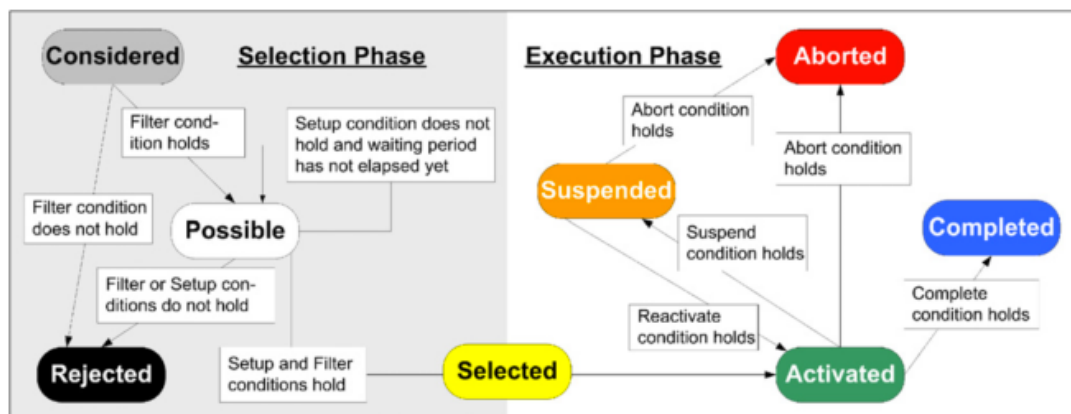 Considered
Selection Phase
Execution Phase
Aborted
Filter cond-
ition holds
Setup condition does not
hold and waiting period
has not elapsed yet
Abort condition
holds
Abort condition
holds
Suspended
Filter condition
does not hold
Possible
Suspend
condition holds
Completed
Filter or Setup con-
ditions do not hold
Reactivate
condition holds
Complete
condition holds
Rejected
Setup and Filter
conditions hold
Selected
Activated